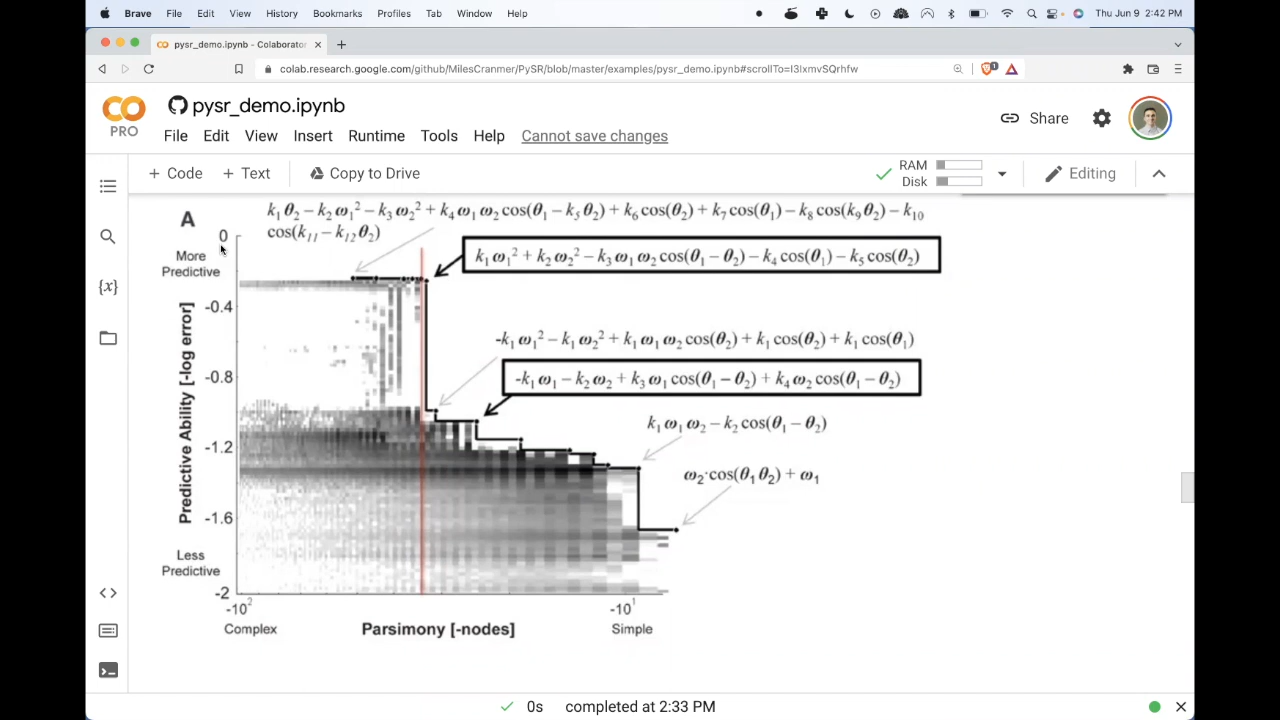 Brave File Edit View History Bookmarks Profiles Tab Window Help Thu Jun 9 2:42 PM
pysr_demo.ipynb - Colaborator
colab.research.google.com/github/MilesCranmer/PySR/blob/master/examples/pysr_demo.ipynb#scrollTo=I3lxmvSQrhfw
pysr_demo.ipynb
PRO
File Edit View Insert Runtime Tools Help Cannot save changes
Share
+ Code + Text Copy to Drive
RAM
Disk
Editing
A
k₁ θ₂ – k₂ ω₁² – k₃ ω₂² + k₄ ω₁ ω₂ cos(θ₁ – k₅ θ₂) + k₆ cos(θ₂) + k₇ cos(θ₁) – k₈ cos(k₉ θ₂) – k₁₀
cos(k₁₁ – k₁₂ θ₂)
0
More
Predictive
k₁ ω₁² + k₂ ω₂² – k₃ ω₁ ω₂ cos(θ₁ – θ₂) – k₄ cos(θ₁) – k₅ cos(θ₂)
-0.4
-k₁ ω₁² – k₁ ω₂² + k₁ ω₁ ω₂ cos(θ₂) + k₁ cos(θ₂) + k₁ cos(θ₁)
-0.8
-k₁ ω₁ – k₂ ω₂ + k₃ ω₁ cos(θ₁ – θ₂) + k₄ ω₂ cos(θ₁ – θ₂)
k₁ ω₁ ω₂ – k₂ cos(θ₁ – θ₂)
-1.2
ω₂·cos(θ₁ θ₂) + ω₁
-1.6
Predictive Ability [-log error]
Less
Predictive
-2
-10² -10¹
Complex Parsimony [-nodes] Simple
0s completed at 2:33 PM